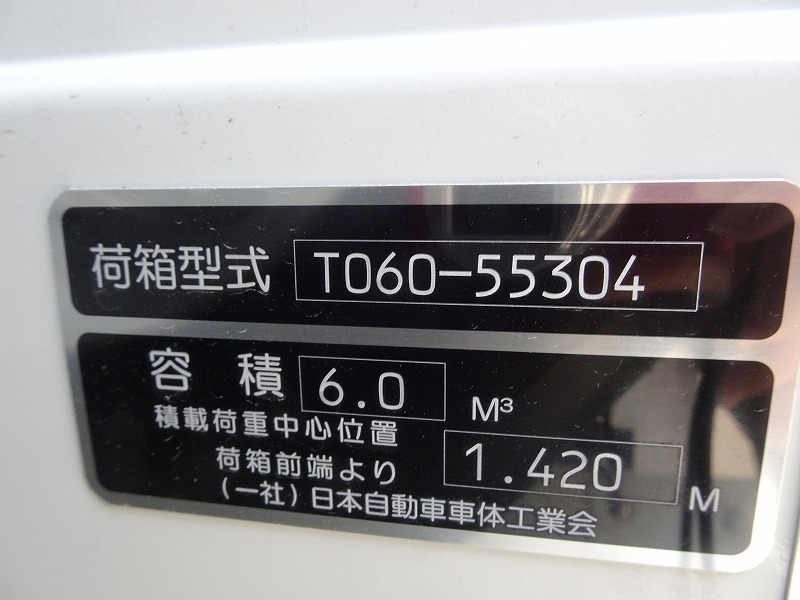 荷箱型式 T060-55304
容積 6.0 M³
積載荷重中心位置
荷箱前端より 1.420 M
(一社)日本自動車車体工業会